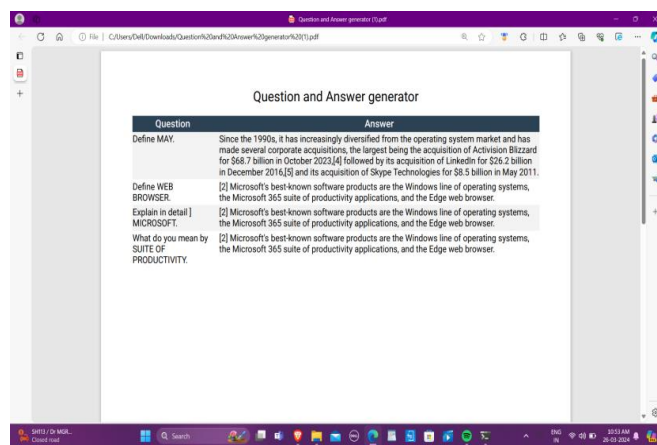 Question and Answer generator (1).pdf
File | C:/Users/Dell/Downloads/Question%20and%20Answer%20generator%20(1).pdf
Question and Answer generator
Question Answer
Define MAY. Since the 1990s, it has increasingly diversified from the operating system market and has
made several corporate acquisitions, the largest being the acquisition of Activision Blizzard
for $68.7 billion in October 2023,[4] followed by its acquisition of LinkedIn for $26.2 billion
in December 2016,[5] and its acquisition of Skype Technologies for $8.5 billion in May 2011.
Define WEB [2] Microsoft's best-known software products are the Windows line of operating systems,
BROWSER. the Microsoft 365 suite of productivity applications, and the Edge web browser.
Explain in detail ] [2] Microsoft's best-known software products are the Windows line of operating systems,
MICROSOFT. the Microsoft 365 suite of productivity applications, and the Edge web browser.
What do you mean by [2] Microsoft's best-known software products are the Windows line of operating systems,
SUITE OF the Microsoft 365 suite of productivity applications, and the Edge web browser.
PRODUCTIVITY.
SH113 / Dr MGR...
Closed road
Search
ENG
IN
10:53 AM
26-03-2024